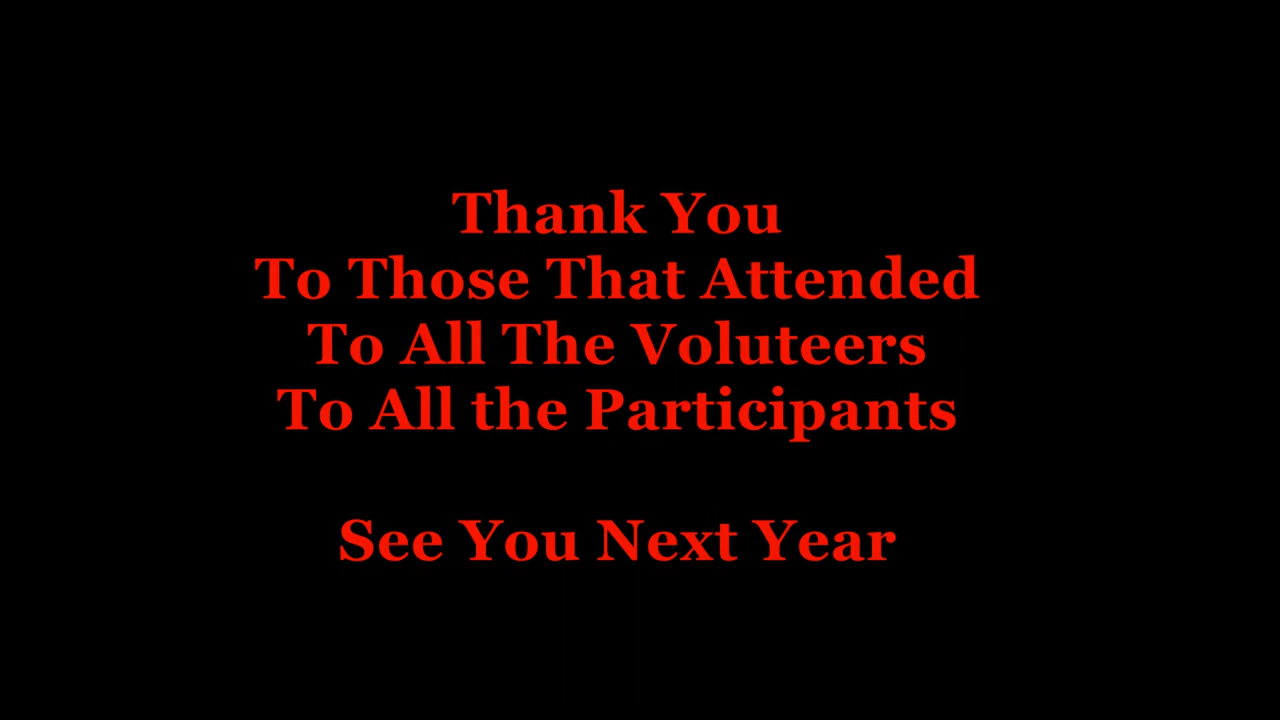 Thank You
To Those That Attended
To All The Voluteers
To All the Participants
See You Next Year